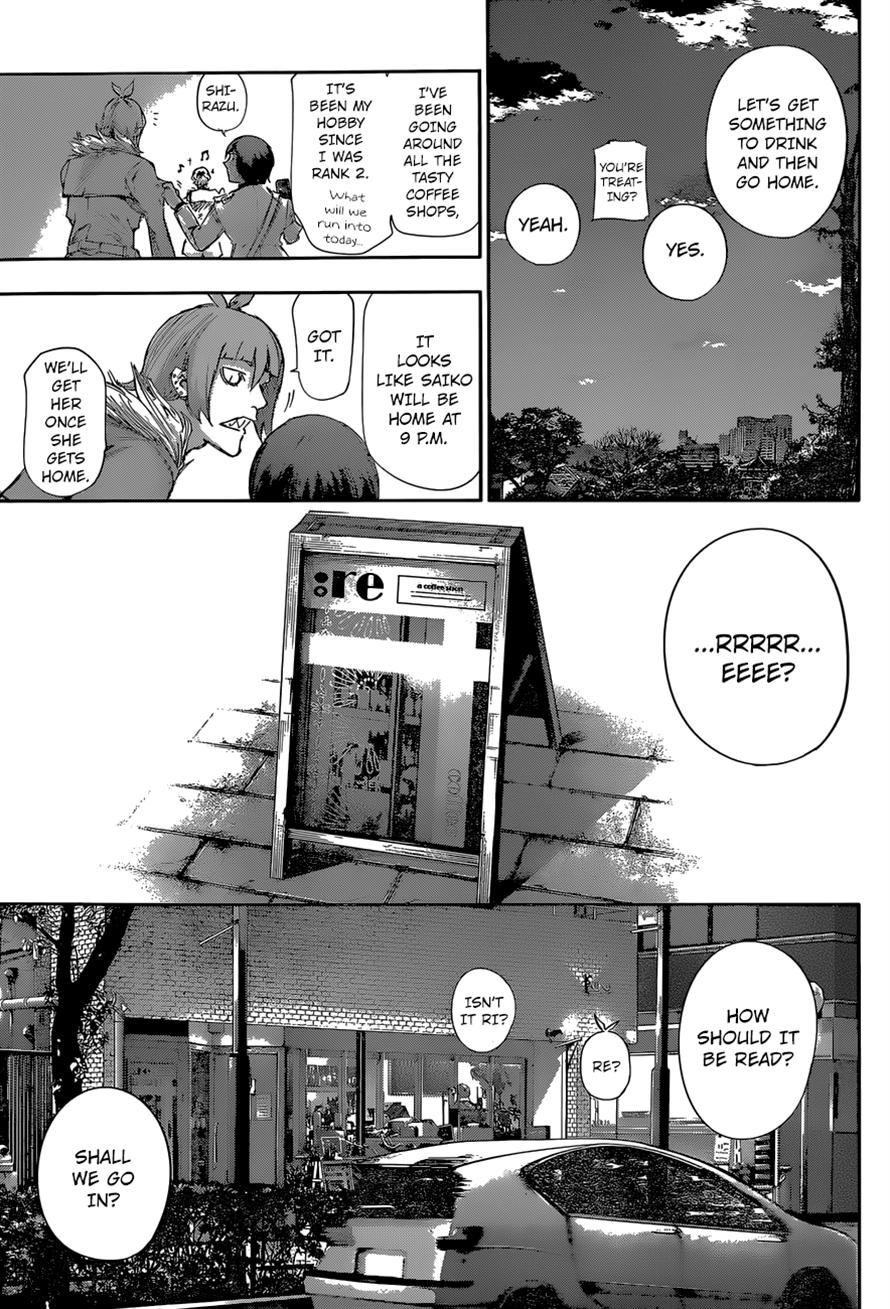 LET'S GET
SOMETHING
TO DRINK
AND THEN
GO HOME.
YOU'RE
TREAT-
ING?
YES.
YEAH.
I'VE
BEEN
GOING
AROUND
ALL THE
TASTY
COFFEE
SHOPS,
IT'S
BEEN MY
HOBBY
SINCE
I WAS
RANK 2.
What
will we
run into
today...
SHI-
RAZU.
IT
LOOKS
LIKE SAIKO
WILL BE
HOME AT
9 P.M.
GOT
IT.
WE'LL
GET
HER
ONCE
SHE
GETS
HOME.
...RRRRR...
EEEE?
:re
a coffee shop
coffee
HOW
SHOULD IT
BE READ?
RE?
ISN'T
IT RI?
SHALL
WE GO
IN?